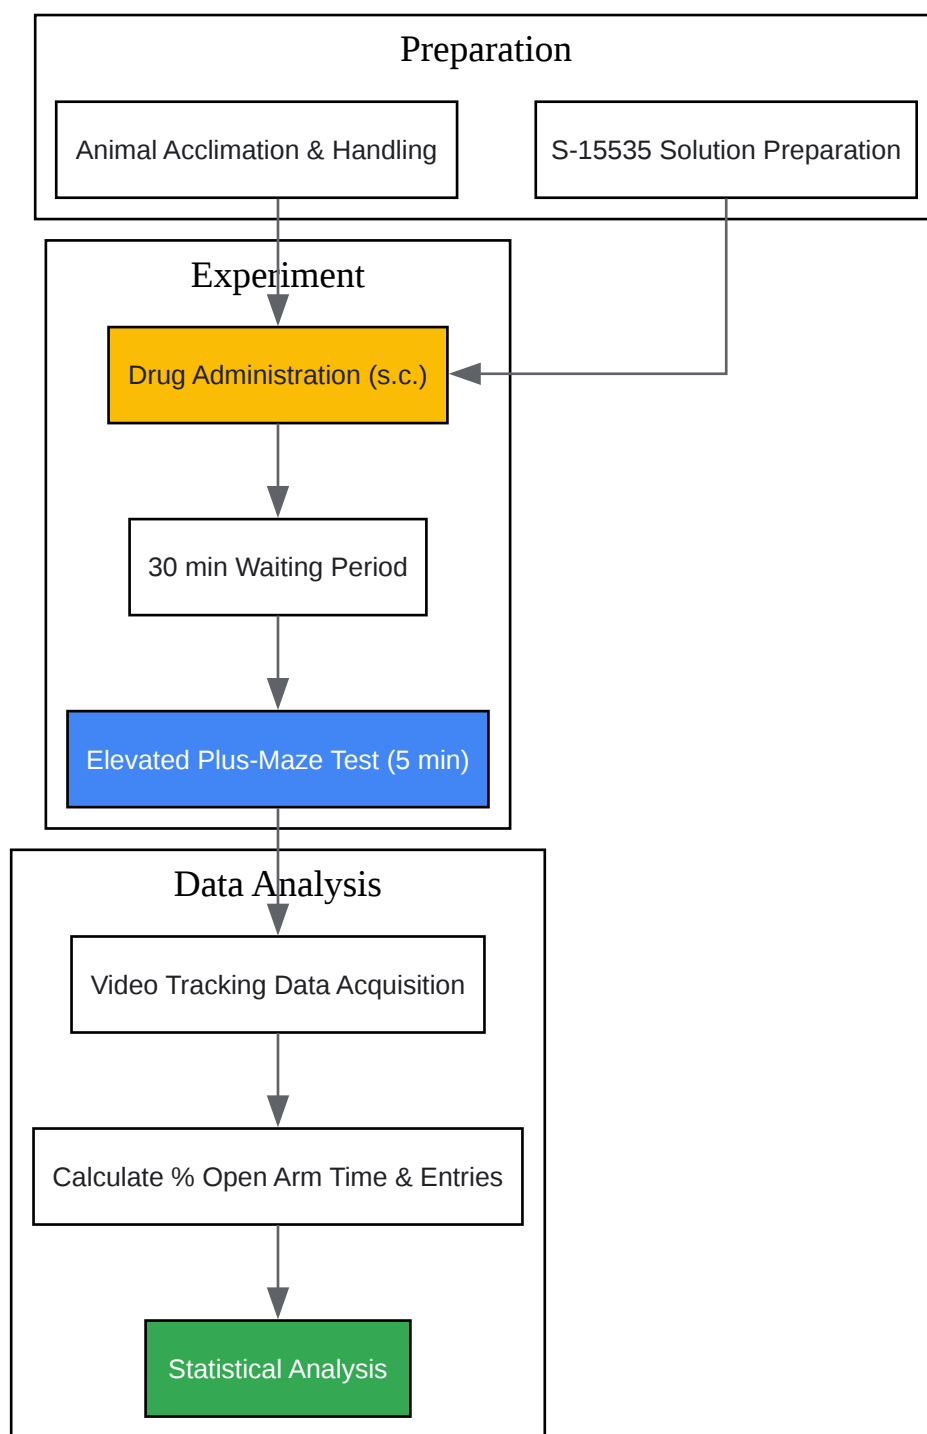 Preparation
Animal Acclimation & Handling
S-15535 Solution Preparation
Experiment
Drug Administration (s.c.)
30 min Waiting Period
Elevated Plus-Maze Test (5 min)
Data Analysis
Video Tracking Data Acquisition
Calculate % Open Arm Time & Entries
Statistical Analysis